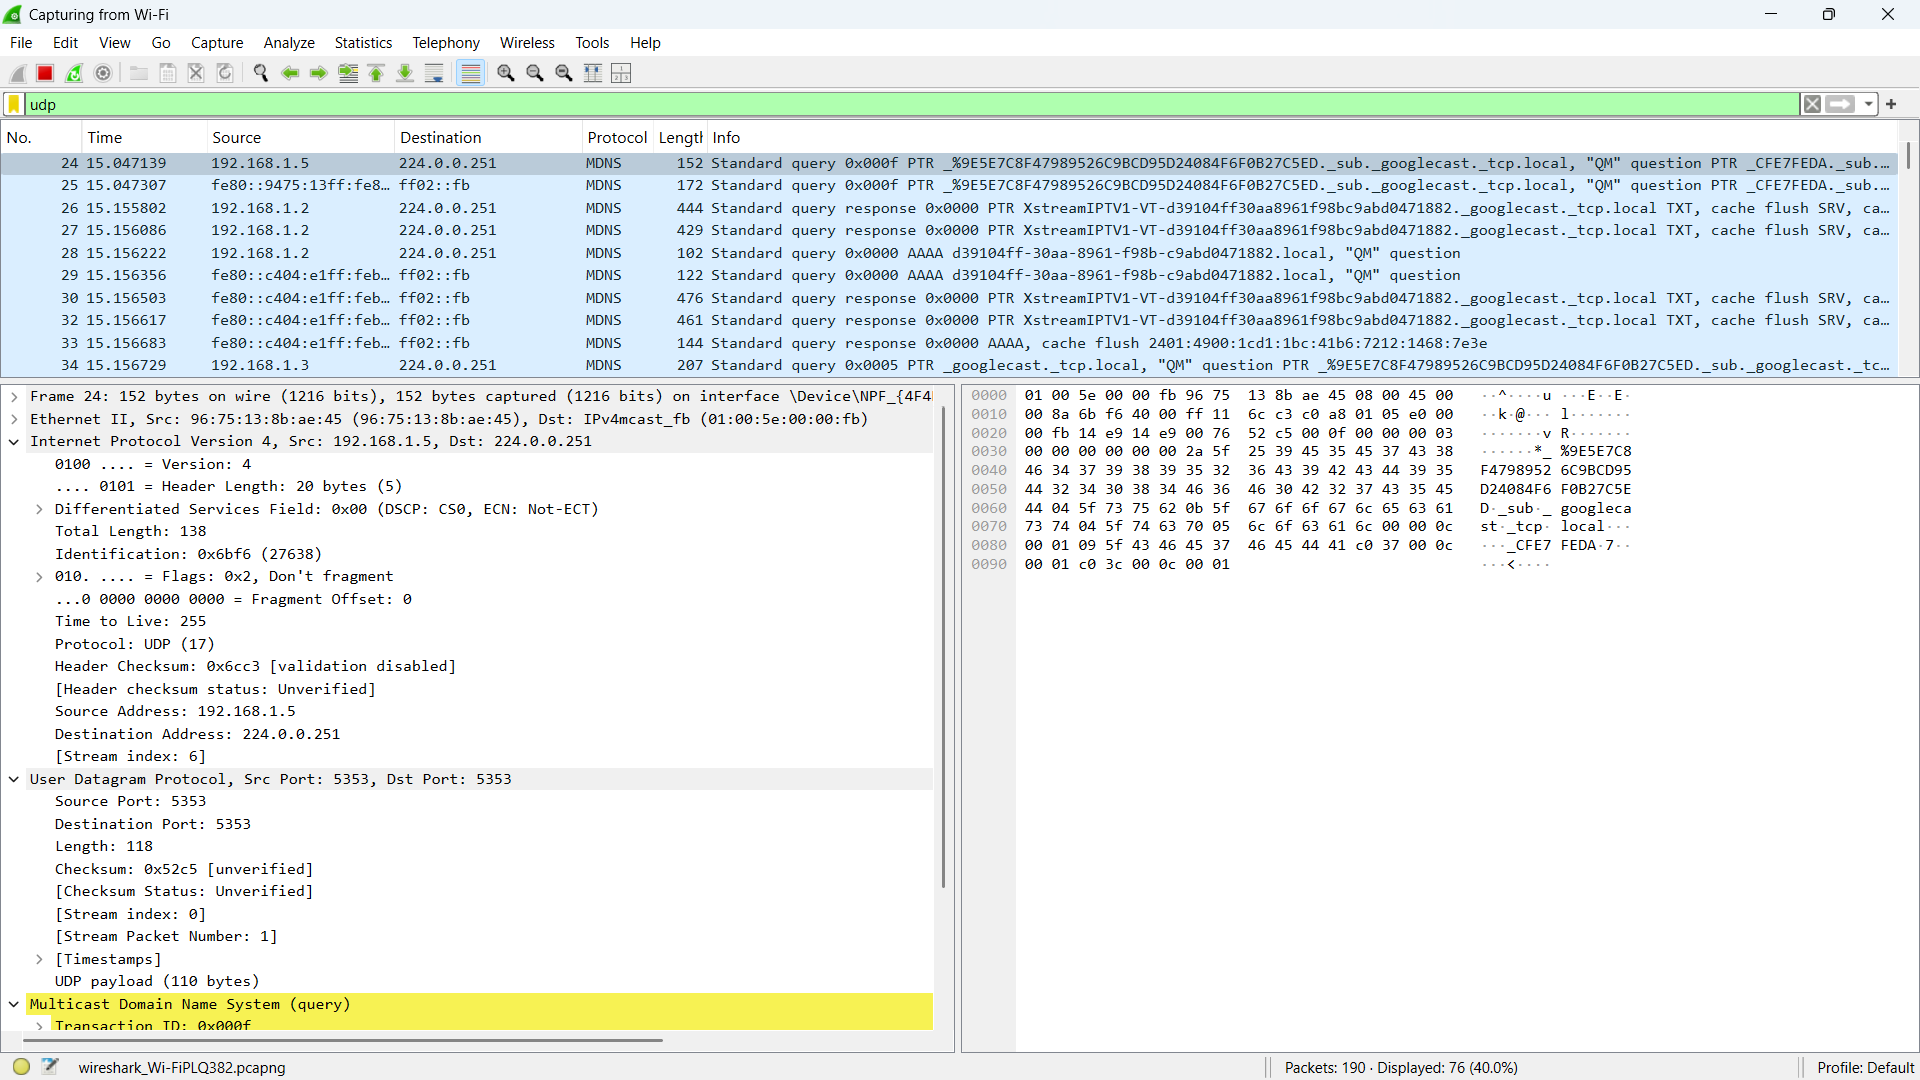 Capturing from Wi-Fi
File Edit View Go Capture Analyze Statistics Telephony Wireless Tools Help
udp
No. Time Source Destination Protocol Length Info
24 15.047139 192.168.1.5 224.0.0.251 MDNS 152 Standard query 0x000f PTR _%9E5E7C8F47989526C9BCD95D24084F6F0B27C5ED._sub._googlecast._tcp.local, "QM" question PTR _CFE7FEDA._sub.…
25 15.047307 fe80::9475:13ff:fe8… ff02::fb MDNS 172 Standard query 0x000f PTR _%9E5E7C8F47989526C9BCD95D24084F6F0B27C5ED._sub._googlecast._tcp.local, "QM" question PTR _CFE7FEDA._sub.…
26 15.155802 192.168.1.2 224.0.0.251 MDNS 444 Standard query response 0x0000 PTR XstreamIPTV1-VT-d39104ff30aa8961f98bc9abd0471882._googlecast._tcp.local TXT, cache flush SRV, ca…
27 15.156086 192.168.1.2 224.0.0.251 MDNS 429 Standard query response 0x0000 PTR XstreamIPTV1-VT-d39104ff30aa8961f98bc9abd0471882._googlecast._tcp.local TXT, cache flush SRV, ca…
28 15.156222 192.168.1.2 224.0.0.251 MDNS 102 Standard query 0x0000 AAAA d39104ff-30aa-8961-f98b-c9abd0471882.local, "QM" question
29 15.156356 fe80::c404:e1ff:feb… ff02::fb MDNS 122 Standard query 0x0000 AAAA d39104ff-30aa-8961-f98b-c9abd0471882.local, "QM" question
30 15.156503 fe80::c404:e1ff:feb… ff02::fb MDNS 476 Standard query response 0x0000 PTR XstreamIPTV1-VT-d39104ff30aa8961f98bc9abd0471882._googlecast._tcp.local TXT, cache flush SRV, ca…
32 15.156617 fe80::c404:e1ff:feb… ff02::fb MDNS 461 Standard query response 0x0000 PTR XstreamIPTV1-VT-d39104ff30aa8961f98bc9abd0471882._googlecast._tcp.local TXT, cache flush SRV, ca…
33 15.156683 fe80::c404:e1ff:feb… ff02::fb MDNS 144 Standard query response 0x0000 AAAA, cache flush 2401:4900:1cd1:1bc:41b6:7212:1468:7e3e
34 15.156729 192.168.1.3 224.0.0.251 MDNS 207 Standard query 0x0005 PTR _googlecast._tcp.local, "QM" question PTR _%9E5E7C8F47989526C9BCD95D24084F6F0B27C5ED._sub._googlecast._tc…
Frame 24: 152 bytes on wire (1216 bits), 152 bytes captured (1216 bits) on interface \Device\NPF_{4F4
Ethernet II, Src: 96:75:13:8b:ae:45 (96:75:13:8b:ae:45), Dst: IPv4mcast_fb (01:00:5e:00:00:fb)
Internet Protocol Version 4, Src: 192.168.1.5, Dst: 224.0.0.251
0100 .... = Version: 4
.... 0101 = Header Length: 20 bytes (5)
Differentiated Services Field: 0x00 (DSCP: CS0, ECN: Not-ECT)
Total Length: 138
Identification: 0x6bf6 (27638)
010. .... = Flags: 0x2, Don't fragment
...0 0000 0000 0000 = Fragment Offset: 0
Time to Live: 255
Protocol: UDP (17)
Header Checksum: 0x6cc3 [validation disabled]
[Header checksum status: Unverified]
Source Address: 192.168.1.5
Destination Address: 224.0.0.251
[Stream index: 6]
User Datagram Protocol, Src Port: 5353, Dst Port: 5353
Source Port: 5353
Destination Port: 5353
Length: 118
Checksum: 0x52c5 [unverified]
[Checksum Status: Unverified]
[Stream index: 0]
[Stream Packet Number: 1]
[Timestamps]
UDP payload (110 bytes)
Multicast Domain Name System (query)
Transaction ID: 0x000f
0000 01 00 5e 00 00 fb 96 75 13 8b ae 45 08 00 45 00 ··^····u ···E··E·
0010 00 8a 6b f6 40 00 ff 11 6c c3 c0 a8 01 05 e0 00 ··k·@··· l·······
0020 00 fb 14 e9 14 e9 00 76 52 c5 00 0f 00 00 00 03 ·······v R·······
0030 00 00 00 00 00 00 2a 5f 25 39 45 35 45 37 43 38 ······*_ %9E5E7C8
0040 46 34 37 39 38 39 35 32 36 43 39 42 43 44 39 35 F4798952 6C9BCD95
0050 44 32 34 30 38 34 46 36 46 30 42 32 37 43 35 45 D24084F6 F0B27C5E
0060 44 04 5f 73 75 62 0b 5f 67 6f 6f 67 6c 65 63 61 D·_sub·_ googleca
0070 73 74 04 5f 74 63 70 05 6c 6f 63 61 6c 00 00 0c st·_tcp· local···
0080 00 01 09 5f 43 46 45 37 46 45 44 41 c0 37 00 0c ···_CFE7 FEDA·7··
0090 00 01 c0 3c 00 0c 00 01 ···<····
wireshark_Wi-FiPLQ382.pcapng
Packets: 190 · Displayed: 76 (40.0%)
Profile: Default